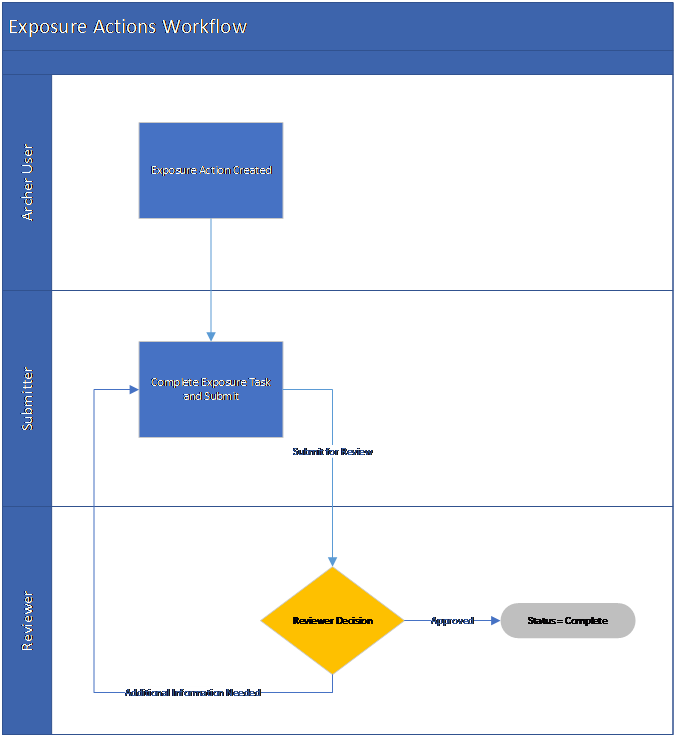 Exposure Actions Workflow
Archer User
Exposure Action Created
Submitter
Complete Exposure Task
and Submit
Submit for Review
Reviewer
Reviewer Decision
Approved
Status = Complete
Additional Information Needed